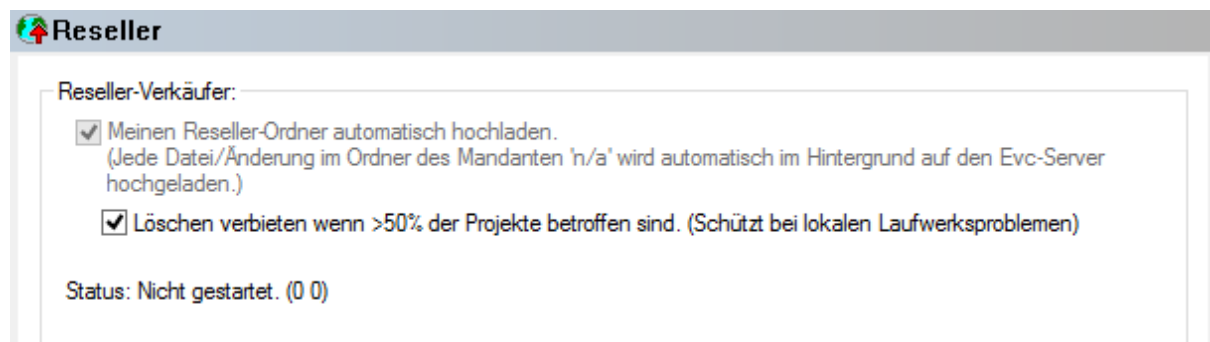 Reseller
Reseller-Verkäufer:
Meinen Reseller-Ordner automatisch hochladen.
(Jede Datei/Änderung im Ordner des Mandanten 'n/a' wird automatisch im Hintergrund auf den Evc-Server
hochgeladen.)
Löschen verbieten wenn >50% der Projekte betroffen sind. (Schützt bei lokalen Laufwerksproblemen)
Status: Nicht gestartet. (0 0)